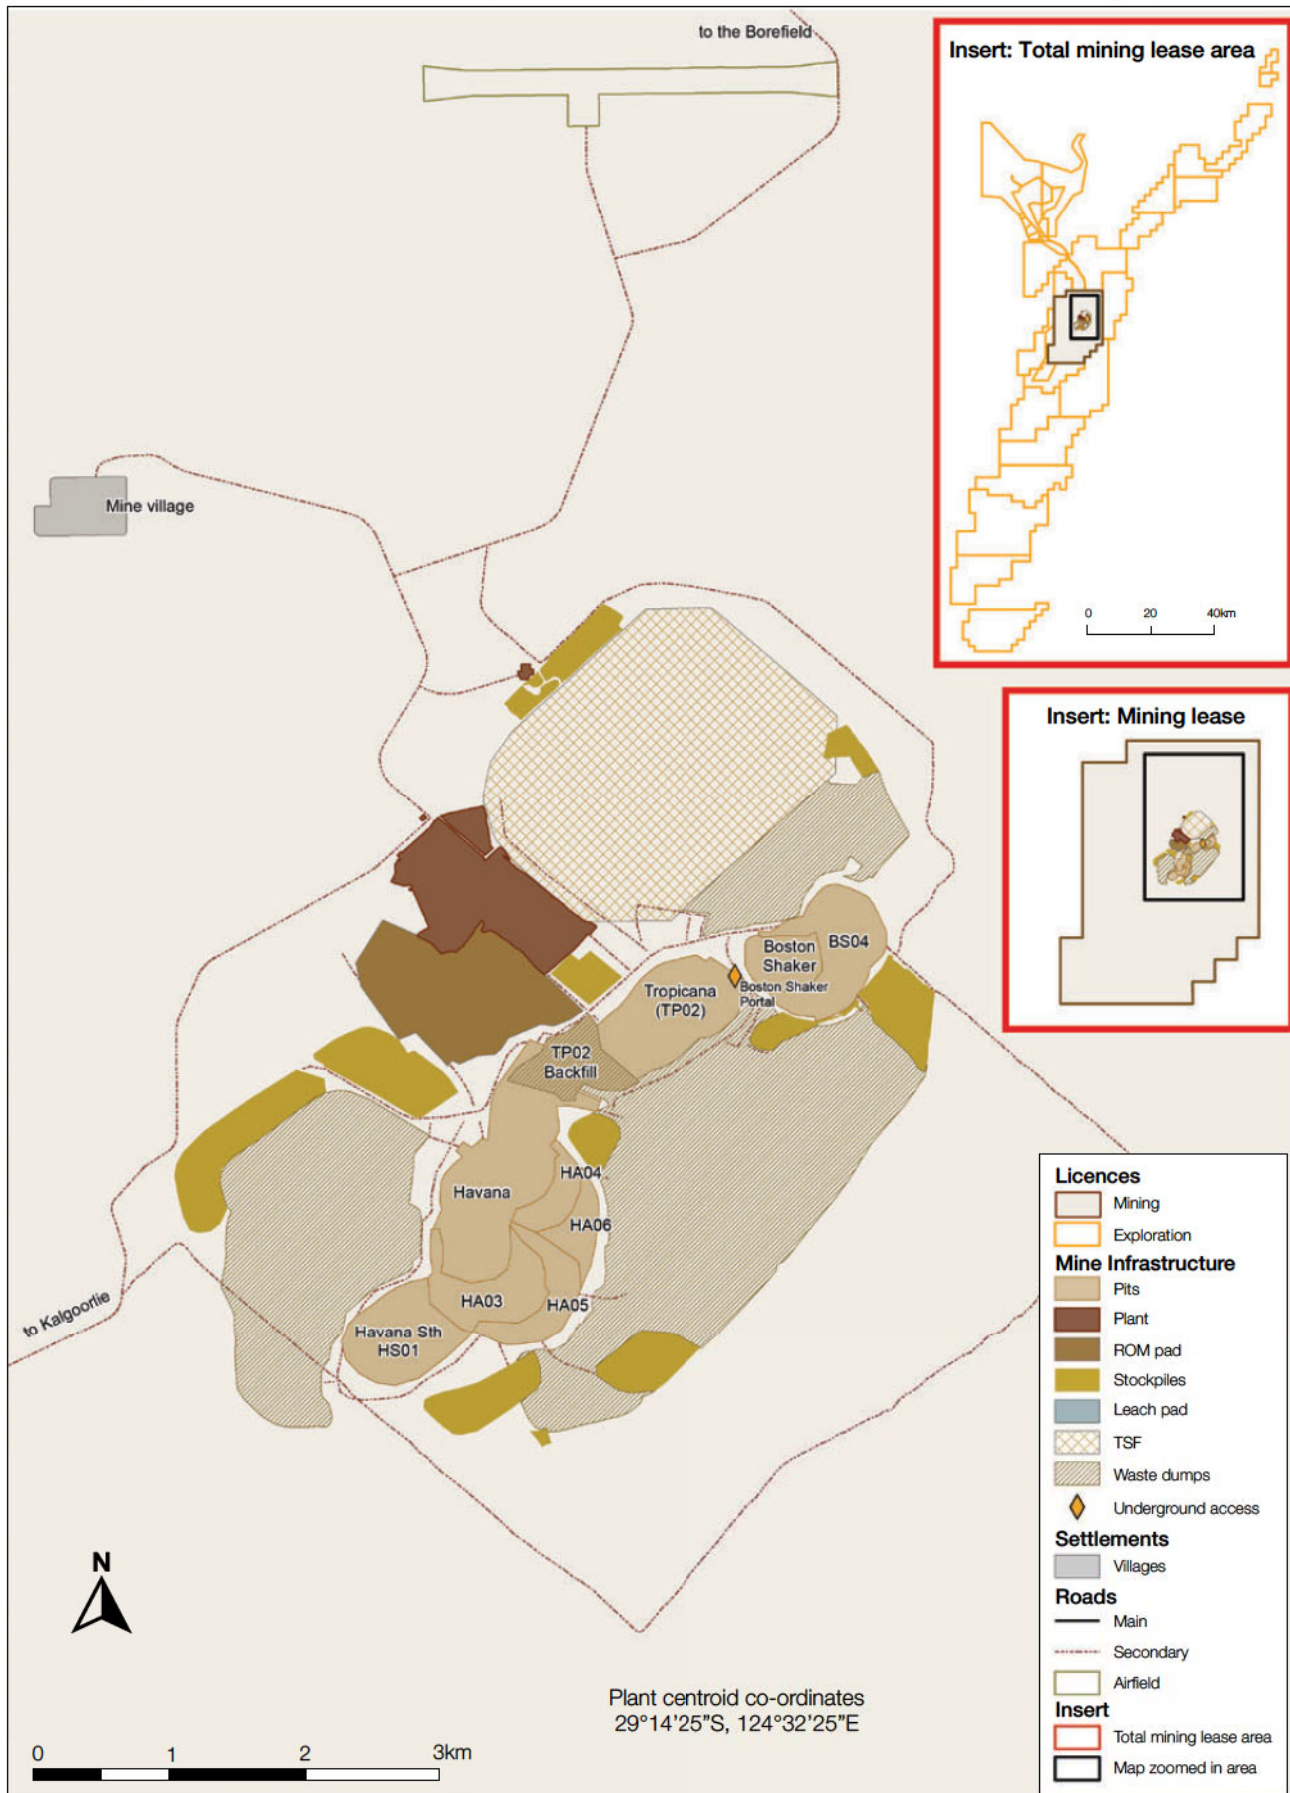 to the Borefield
Insert: Total mining lease area
0 20 40km
Mine village
Insert: Mining lease
Boston
Shaker
BS04
Boston Shaker
Portal
Tropicana
(TP02)
TP02
Backfill
HA04
Havana
HA06
HA03
HA05
Havana Sth
HS01
to Kalgoorlie
Licences
Mining
Exploration
Mine Infrastructure
Pits
Plant
ROM pad
Stockpiles
Leach pad
TSF
Waste dumps
Underground access
Settlements
Villages
Roads
Main
Secondary
Airfield
Insert
Total mining lease area
Map zoomed in area
N
Plant centroid co-ordinates
29°14'25"S, 124°32'25"E
0 1 2 3km